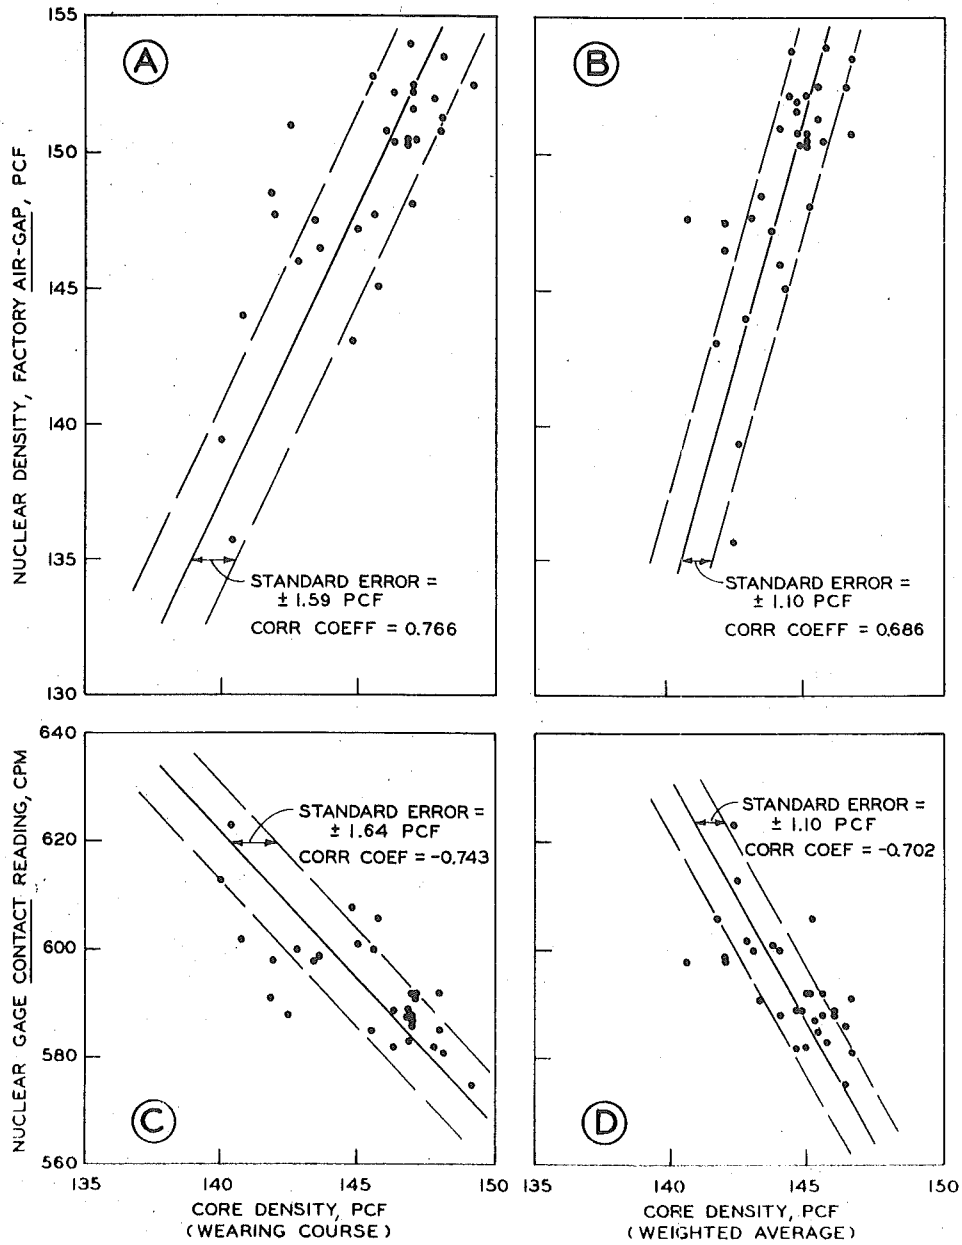 155
150
145
140
135
130
NUCLEAR DENSITY, FACTORY AIR-GAP, PCF
A
STANDARD ERROR =
± 1.59 PCF
CORR COEFF = 0.766
B
STANDARD ERROR =
± 1.10 PCF
CORR COEFF = 0.686
640
620
600
580
560
NUCLEAR GAGE CONTACT READING, CPM
STANDARD ERROR =
± 1.64 PCF
CORR COEF = -0.743
C
135
140
145
150
CORE DENSITY, PCF
(WEARING COURSE)
STANDARD ERROR =
± 1.10 PCF
CORR COEF = -0.702
D
140
145
150
CORE DENSITY, PCF
(WEIGHTED AVERAGE)